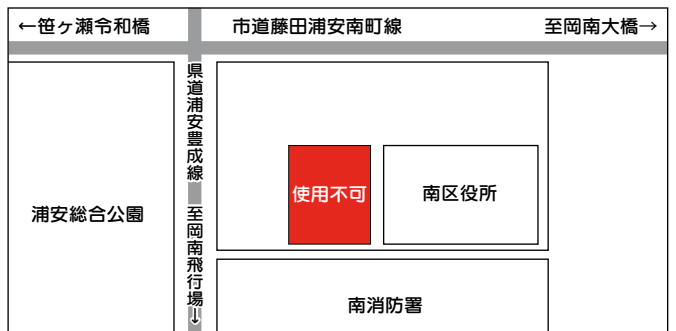 ←笹ヶ瀬令和橋
市道藤田浦安南町線
至岡南大橋→
県道浦安豊成線
至岡南飛行場↓
浦安総合公園
使用不可
南区役所
南消防署